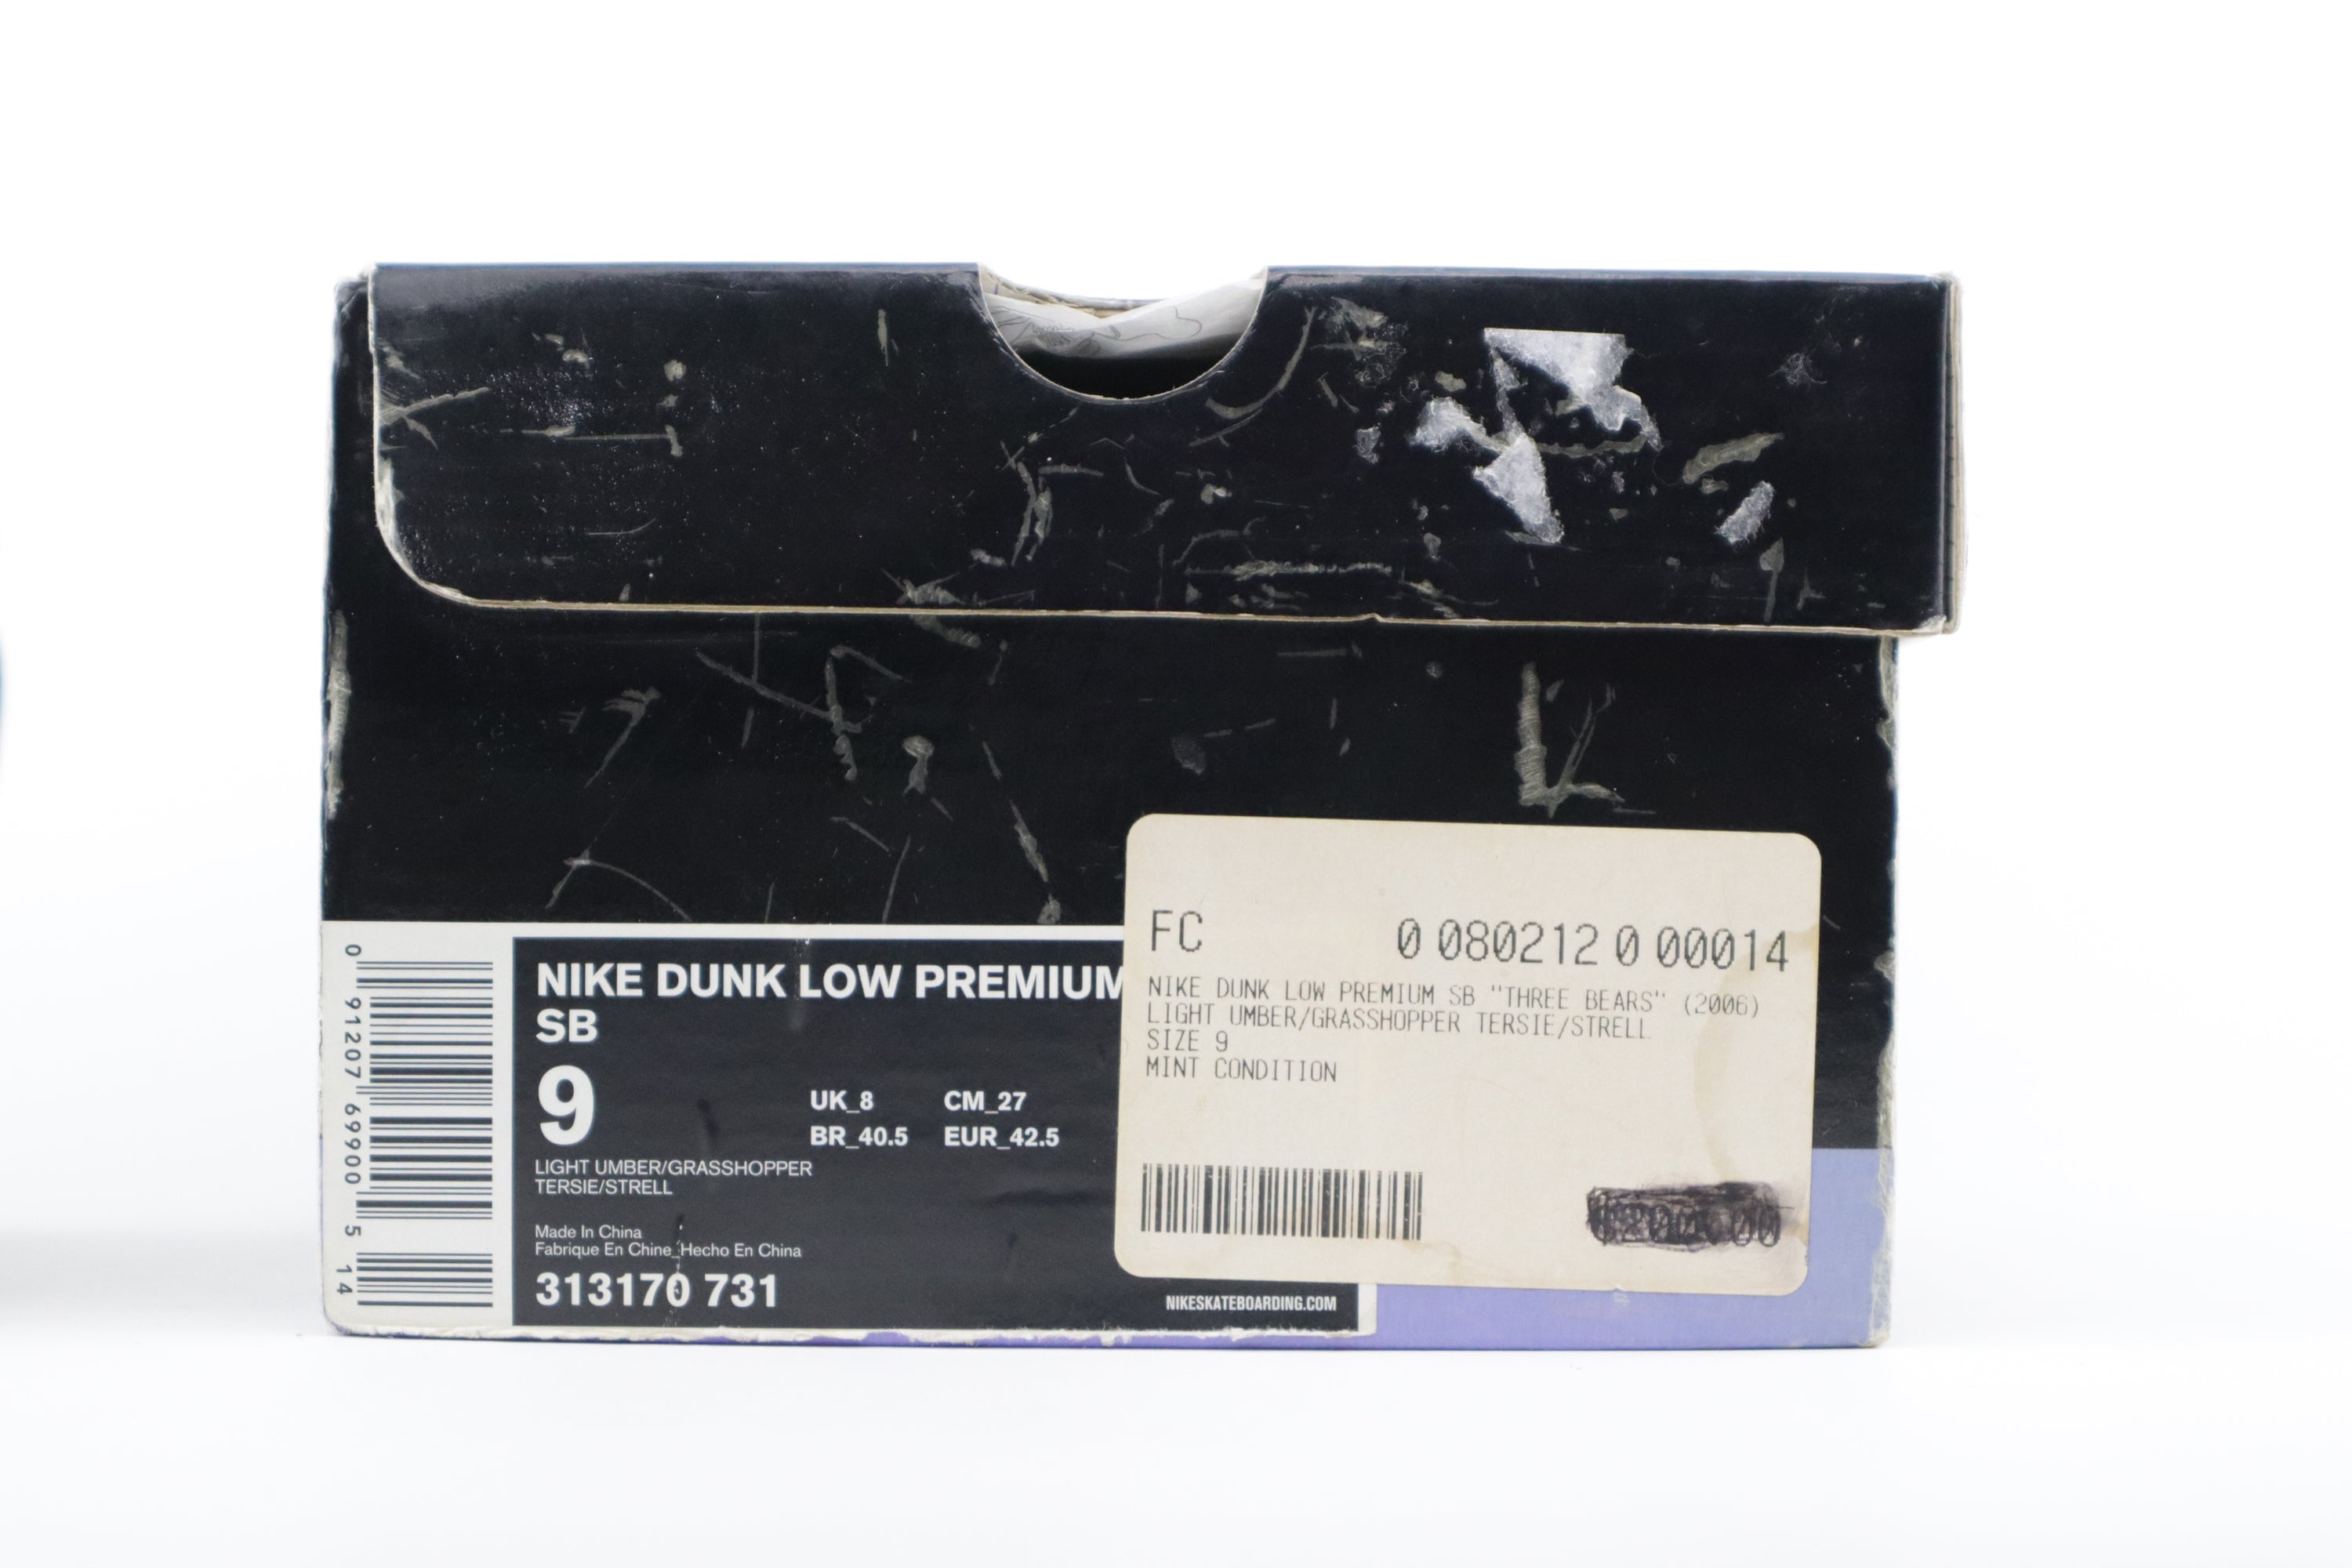 NIKE DUNK LOW PREMIUM
SB
9
UK_8 CM_27
BR_40.5 EUR_42.5
LIGHT UMBER/GRASSHOPPER
TERSIE/STRELL
Made In China
Fabrique En Chine_Hecho En China
313170 731
NIKESKATEBOARDING.COM
0 91207 69900 5 14
FC 0 080212 0 00014
NIKE DUNK LOW PREMIUM SB "THREE BEARS" (2006)
LIGHT UMBER/GRASSHOPPER TERSIE/STRELL
SIZE 9
MINT CONDITION